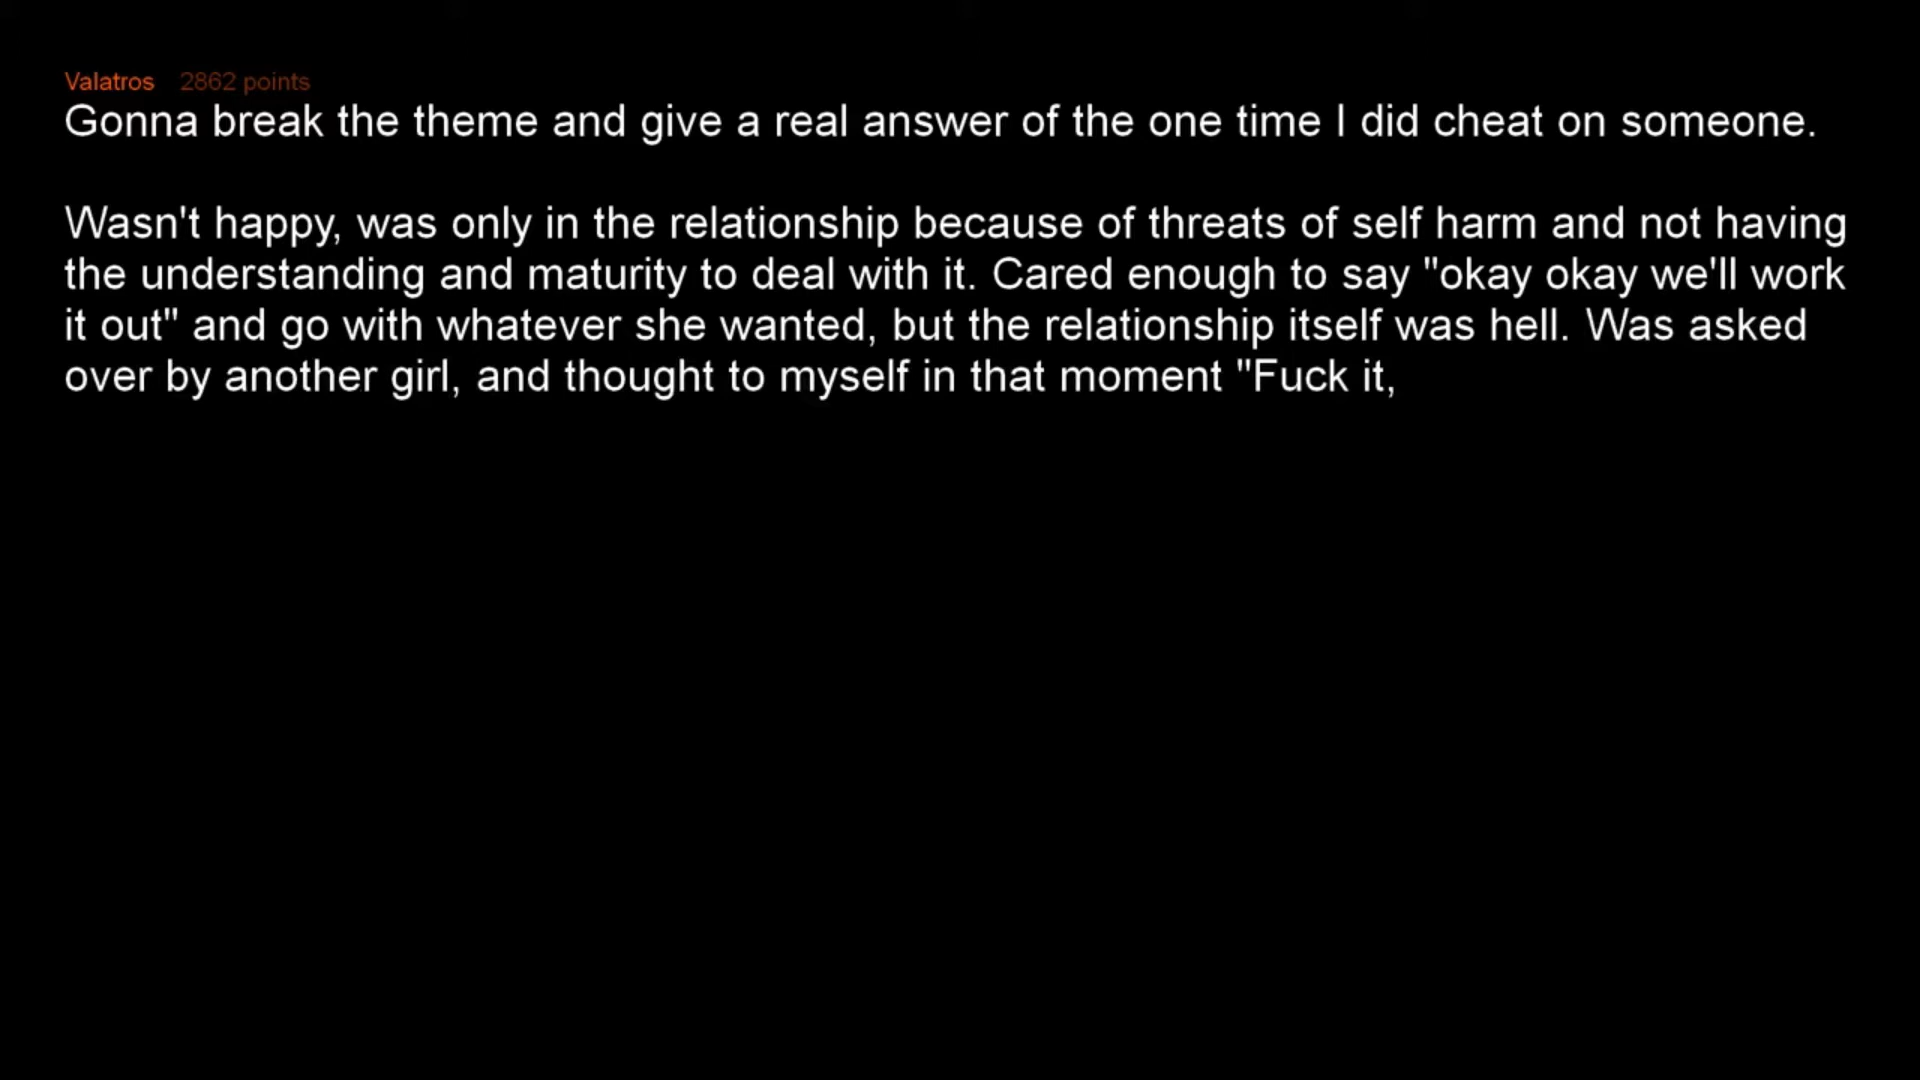 Valatros 2862 points
Gonna break the theme and give a real answer of the one time I did cheat on someone.
Wasn't happy, was only in the relationship because of threats of self harm and not having
the understanding and maturity to deal with it. Cared enough to say "okay okay we'll work
it out" and go with whatever she wanted, but the relationship itself was hell. Was asked
over by another girl, and thought to myself in that moment "Fuck it,